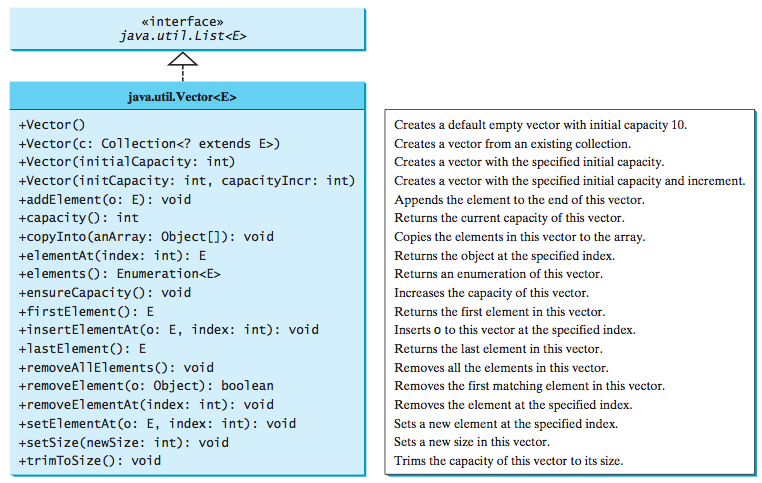 «interface»
java.util.List<E>
java.util.Vector<E>
+Vector()
Creates a default empty vector with initial capacity 10.
+Vector(c: Collection<? extends E>)
Creates a vector from an existing collection.
+Vector(initialCapacity: int)
Creates a vector with the specified initial capacity.
+Vector(initCapacity: int, capacityIncr: int)
Creates a vector with the specified initial capacity and increment.
+addElement(o: E): void
Appends the element to the end of this vector.
+capacity(): int
Returns the current capacity of this vector.
+copyInto(anArray: Object[]): void
Copies the elements in this vector to the array.
+elementAt(index: int): E
Returns the object at the specified index.
+elements(): Enumeration<E>
Returns an enumeration of this vector.
+ensureCapacity(): void
Increases the capacity of this vector.
+firstElement(): E
Returns the first element in this vector.
+insertElementAt(o: E, index: int): void
Inserts o to this vector at the specified index.
+lastElement(): E
Returns the last element in this vector.
+removeAllElements(): void
Removes all the elements in this vector.
+removeElement(o: Object): boolean
Removes the first matching element in this vector.
+removeElementAt(index: int): void
Removes the element at the specified index.
+setElementAt(o: E, index: int): void
Sets a new element at the specified index.
+setSize(newSize: int): void
Sets a new size in this vector.
+trimToSize(): void
Trims the capacity of this vector to its size.